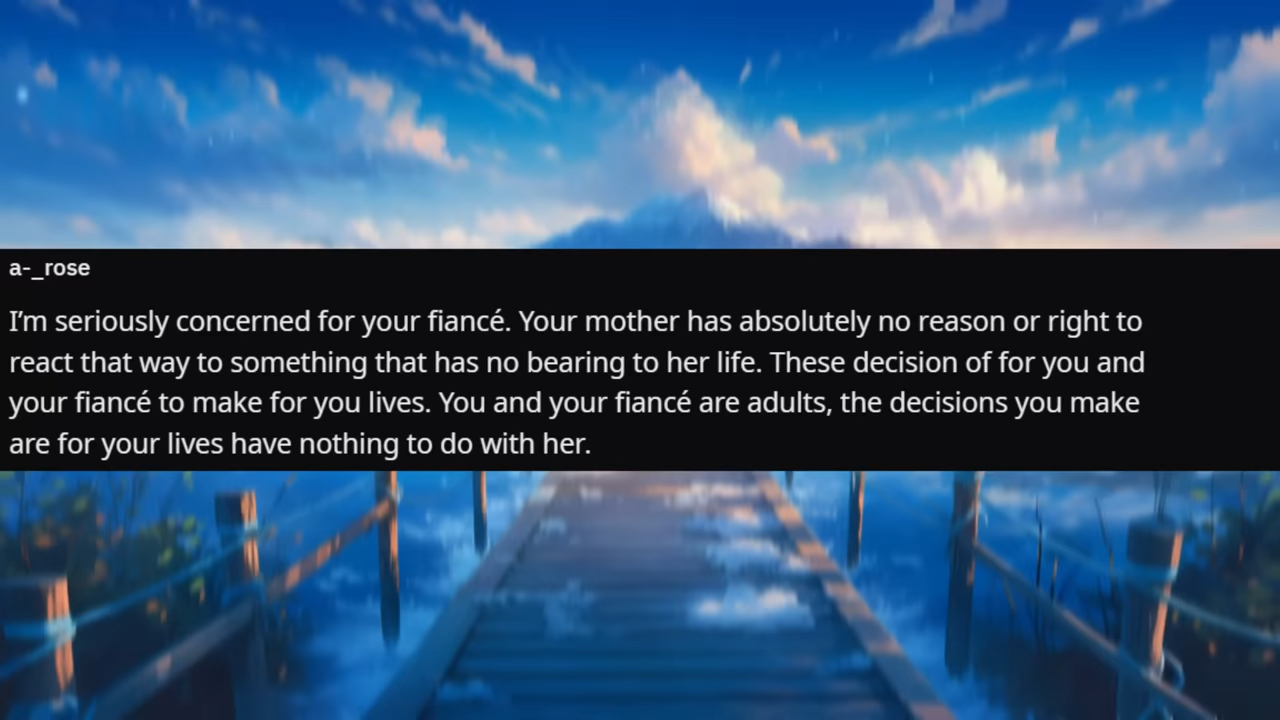 a-_rose
I’m seriously concerned for your fiancé. Your mother has absolutely no reason or right to
react that way to something that has no bearing to her life. These decision of for you and
your fiancé to make for you lives. You and your fiancé are adults, the decisions you make
are for your lives have nothing to do with her.